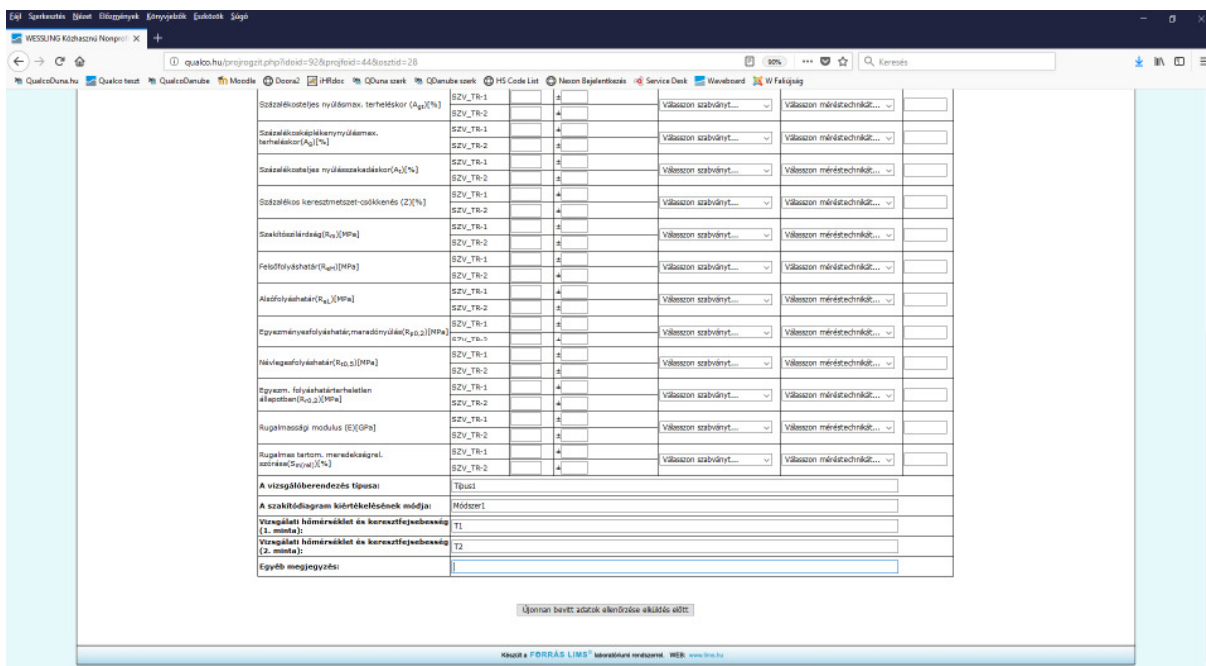 Fájl Szerkesztés Nézet Előzmények Könyvjelzők Eszközök Súgó
WESSLING Közhasznú Nonprofi
qualco.hu/projrogzit.php?idoid=92&projfeid=44&iosztid=28
90%
Keresés
QualcoDuna.hu Qualco teszt QualcoDanube Moodle Doora2 iHRdoc QDuna szerk QDanube szerk HS Code List Nexon Bejelentkezés Service Desk Waveboard W Faliújság
Százalékosteljes nyúlásmax. terheléskor (Agt)[%] SZV_TR-1 ± Válasszon szabványt.... Válasszon méréstechnikát...
SZV_TR-2 ±
Százalékosképlékenynyúlásmax. terheléskor(Ag)[%] SZV_TR-1 ± Válasszon szabványt.... Válasszon méréstechnikát...
SZV_TR-2 ±
Százalékosteljes nyúlásszakadáskor(At)[%] SZV_TR-1 ± Válasszon szabványt.... Válasszon méréstechnikát...
SZV_TR-2 ±
Százalékos keresztmetszet-csökkenés (Z)[%] SZV_TR-1 ± Válasszon szabványt.... Válasszon méréstechnikát...
SZV_TR-2 ±
Szakítószilárdság(Rm)[MPa] SZV_TR-1 ± Válasszon szabványt.... Válasszon méréstechnikát...
SZV_TR-2 ±
Felsőfolyáshatár(ReH)[MPa] SZV_TR-1 ± Válasszon szabványt.... Válasszon méréstechnikát...
SZV_TR-2 ±
Alsófolyáshatár(ReL)[MPa] SZV_TR-1 ± Válasszon szabványt.... Válasszon méréstechnikát...
SZV_TR-2 ±
Egyezményesfolyáshatár,maradónyúlás(Rp0,2)[MPa] SZV_TR-1 ± Válasszon szabványt.... Válasszon méréstechnikát...
SZV_TR-2 ±
Névlegesfolyáshatár(Rt0,5)[MPa] SZV_TR-1 ± Válasszon szabványt.... Válasszon méréstechnikát...
SZV_TR-2 ±
Egyezm. folyáshatárterheletlen állapotban(Rr0,2)[MPa] SZV_TR-1 ± Válasszon szabványt.... Válasszon méréstechnikát...
SZV_TR-2 ±
Rugalmassági modulus (E)[GPa] SZV_TR-1 ± Válasszon szabványt.... Válasszon méréstechnikát...
SZV_TR-2 ±
Rugalmas tartom. meredekségrel. szórása(Sm(rel))[%] SZV_TR-1 ± Válasszon szabványt.... Válasszon méréstechnikát...
SZV_TR-2 ±
A vizsgálóberendezés típusa: Típus1
A szakítódiagram kiértékelésének módja: Módszer1
Vizsgálati hőmérséklet és keresztfejsebesség
(1. minta): T1
Vizsgálati hőmérséklet és keresztfejsebesség
(2. minta): T2
Egyéb megjegyzés:
Újonnan bevitt adatok ellenőrzése elküldés előtt
Készült a FORRÁS LIMS® laboratóriumi rendszerrel. WEB: www.lims.hu